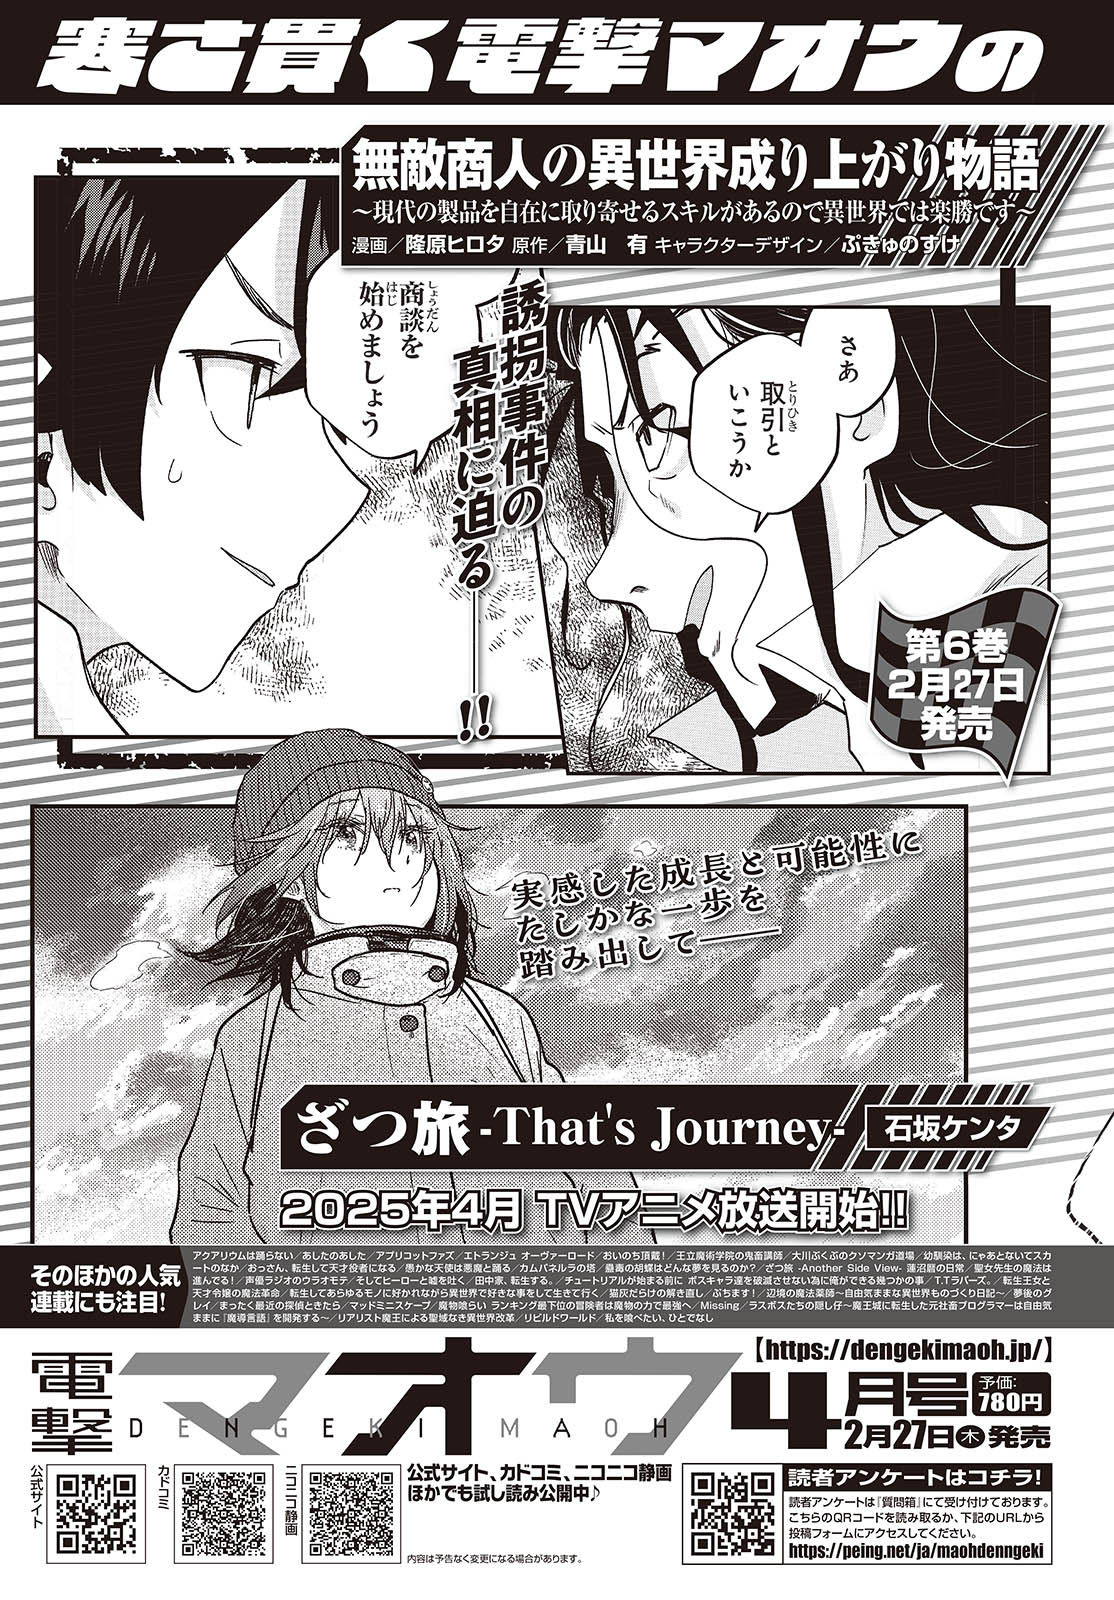 寒さ貫く電撃マオウの
無敵商人の異世界成り上がり物語
～現代の製品を自在に取り寄せるスキルがあるので異世界では楽勝です～
漫画／隆原ヒロタ 原作／青山　有 キャラクターデザイン／ぷきゅのすけ
さあ
取引と
とりひき
いこうか
商談を
しょうだん
始めましょう
はじ
誘拐事件の
真相に迫る——!!
第6巻
2月27日
発売
実感した成長と可能性に
たしかな一歩を
踏み出して——
ざつ旅 -That's Journey-
石坂ケンタ
2025年4月 TVアニメ放送開始!!
そのほかの人気
連載にも注目!
アクアリウムは踊らない／あしたのあした／アプリコットファズ／エトランジュ オーヴァーロード／おいのち頂戴！／王立魔術学院の鬼畜講師／大川ぶくぶのクソマンガ道場／幼馴染は、にゃあとないてスカ
ートのなか／おっさん、転生して天才役者になる／愚かな天使は悪魔と踊る／カムパネルラの塔／蠱毒の胡蝶はどんな夢を見るのか？／ざつ旅 -Another Side View- 蓮沼暦の日常／聖女先生の魔法は
進んでる！／声優ラジオのウラオモテ／そしてヒーローと嘘を吐く／田中家、転生する。／チュートリアルが始まる前に ボスキャラ達を破滅させない為に俺ができる幾つかの事／T.Tラバーズ。／転生王女と
天才令嬢の魔法革命／転生してあらゆるモノに好かれながら異世界で好きな事をして生きて行く／猫灰だらけの解き直し／ぷちます！／辺境の魔法薬師～自由気ままな異世界ものづくり日記～／夢後のグ
レイ／まったく最近の探偵ときたら／マッドミニスケープ／魔物喰らい ランキング最下位の冒険者は魔物の力で最強へ／Missing／ラスボスたちの隠し仔～魔王城に転生した元社畜プログラマーは自由気
ままに『魔導言語』を開発する～／リアリスト魔王による聖域なき異世界改革／リビルドワールド／私を喰べたい、ひとでなし
【https://dengekimaoh.jp/】
電撃マオウ
DENGEKI MAOH
4月号
予価:
780円
2月27日木発売
公式サイト
カドコミ
ニコニコ静画
公式サイト、カドコミ、ニコニコ静画
ほかでも試し読み公開中♪
内容は予告なく変更になる場合があります。
読者アンケートはコチラ!
読者アンケートは『質問箱』にて受け付けております。
こちらのQRコードを読み取るか、下記のURLから
投稿フォームにアクセスしてください。
https://peing.net/ja/maohdenngeki